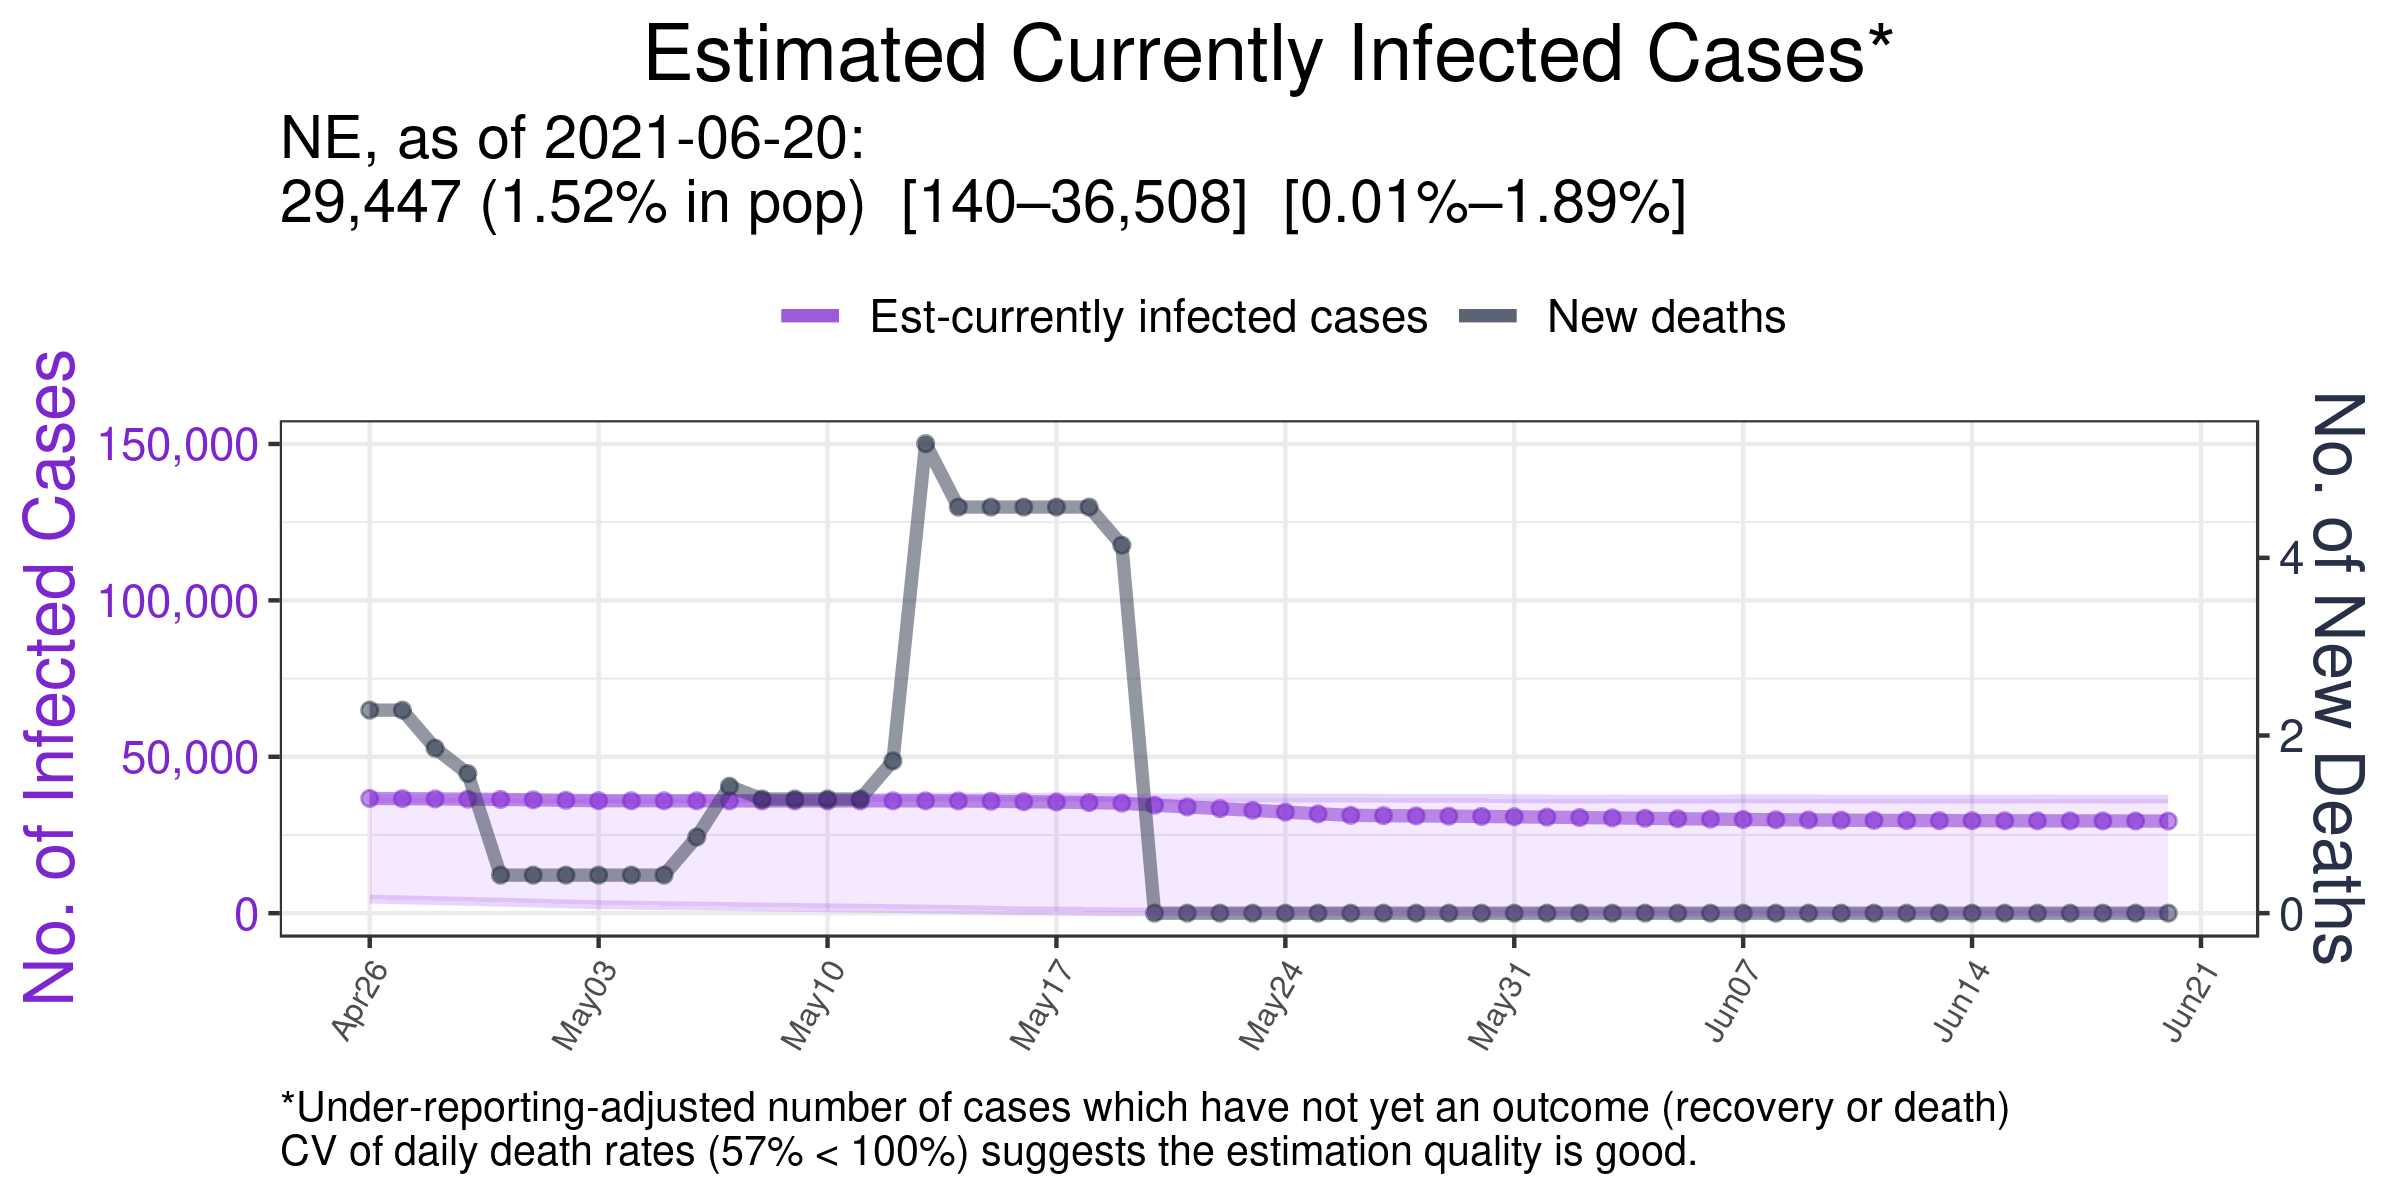 Estimated Currently Infected Cases*
NE, as of 2021-06-20:
29,447 (1.52% in pop)  [140–36,508]  [0.01%–1.89%]
Est-currently infected cases
New deaths
No. of Infected Cases
150,000
100,000
50,000
0
No. of New Deaths
4
2
0
Apr26
May03
May10
May17
May24
May31
Jun07
Jun14
Jun21
*Under-reporting-adjusted number of cases which have not yet an outcome (recovery or death)
CV of daily death rates (57% < 100%) suggests the estimation quality is good.